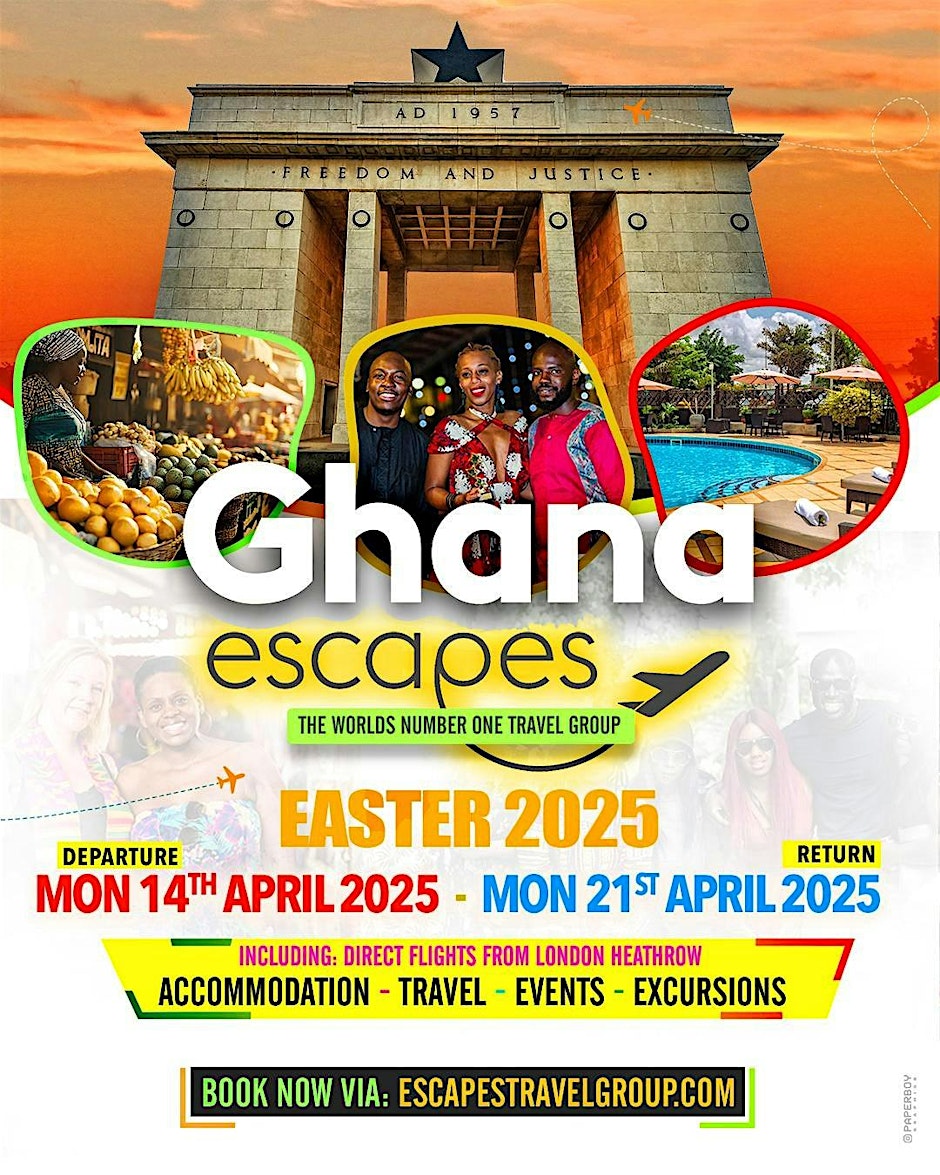 AD 1957
·FREEDOM AND JUSTICE·
Ghana
escapes
THE WORLDS NUMBER ONE TRAVEL GROUP
EASTER 2025
DEPARTURE
RETURN
MON 14TH APRIL 2025 - MON 21ST APRIL 2025
INCLUDING: DIRECT FLIGHTS FROM LONDON HEATHROW
ACCOMMODATION - TRAVEL - EVENTS - EXCURSIONS
BOOK NOW VIA: ESCAPESTRAVELGROUP.COM
@PAPERBOY
GRAPHICS